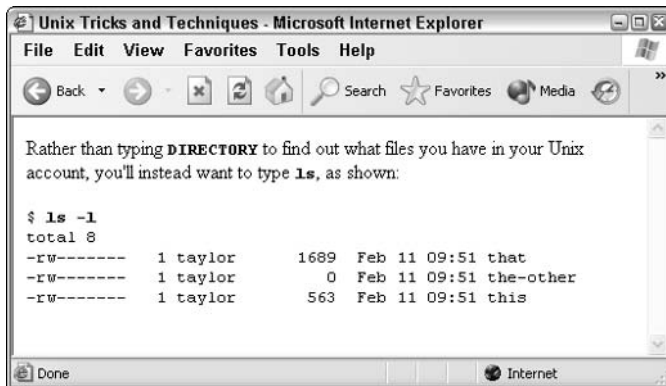 Unix Tricks and Techniques - Microsoft Internet Explorer
File Edit View Favorites Tools Help
Back Search Favorites Media
Rather than typing DIRECTORY to find out what files you have in your Unix
account, you'll instead want to type ls, as shown:
$ ls -l
total 8
-rw------- 1 taylor 1689 Feb 11 09:51 that
-rw------- 1 taylor 0 Feb 11 09:51 the-other
-rw------- 1 taylor 563 Feb 11 09:51 this
Done Internet